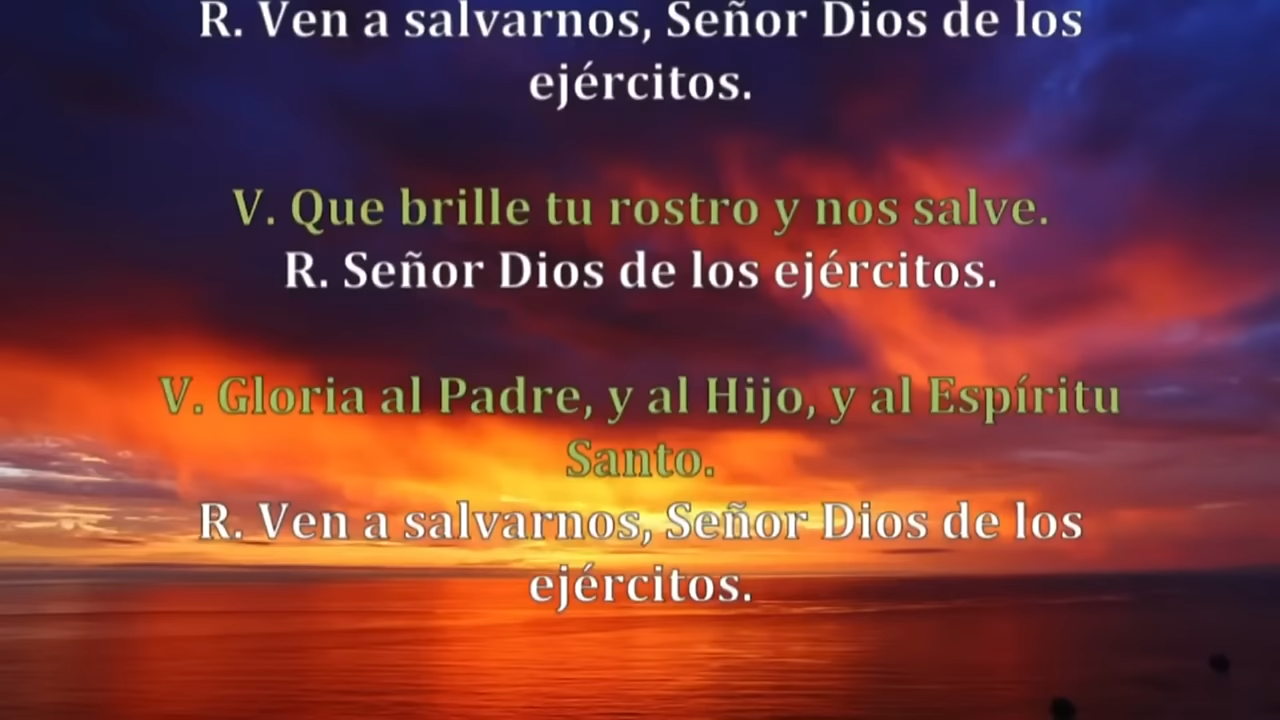 R. Ven a salvarnos, Señor Dios de los
ejércitos.
V. Que brille tu rostro y nos salve.
R. Señor Dios de los ejércitos.
V. Gloria al Padre, y al Hijo, y al Espíritu
Santo.
R. Ven a salvarnos, Señor Dios de los
ejércitos.